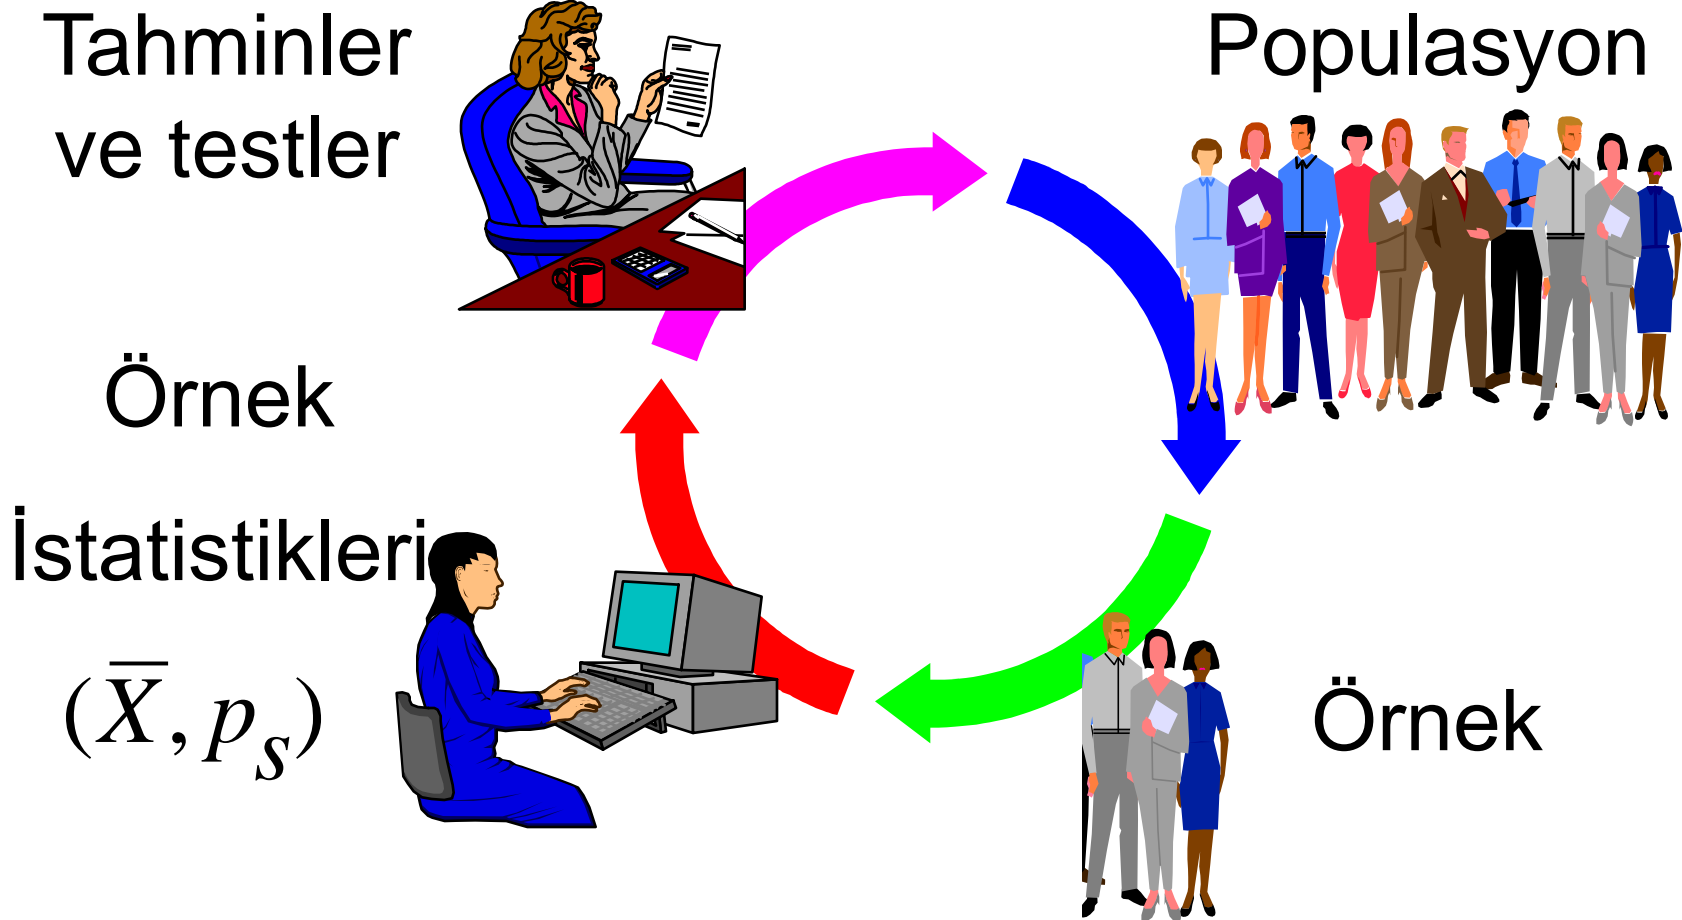 Tahminler
ve testler
Populasyon
Örnek
İstatistikleri
(X̅, pₛ)
Örnek